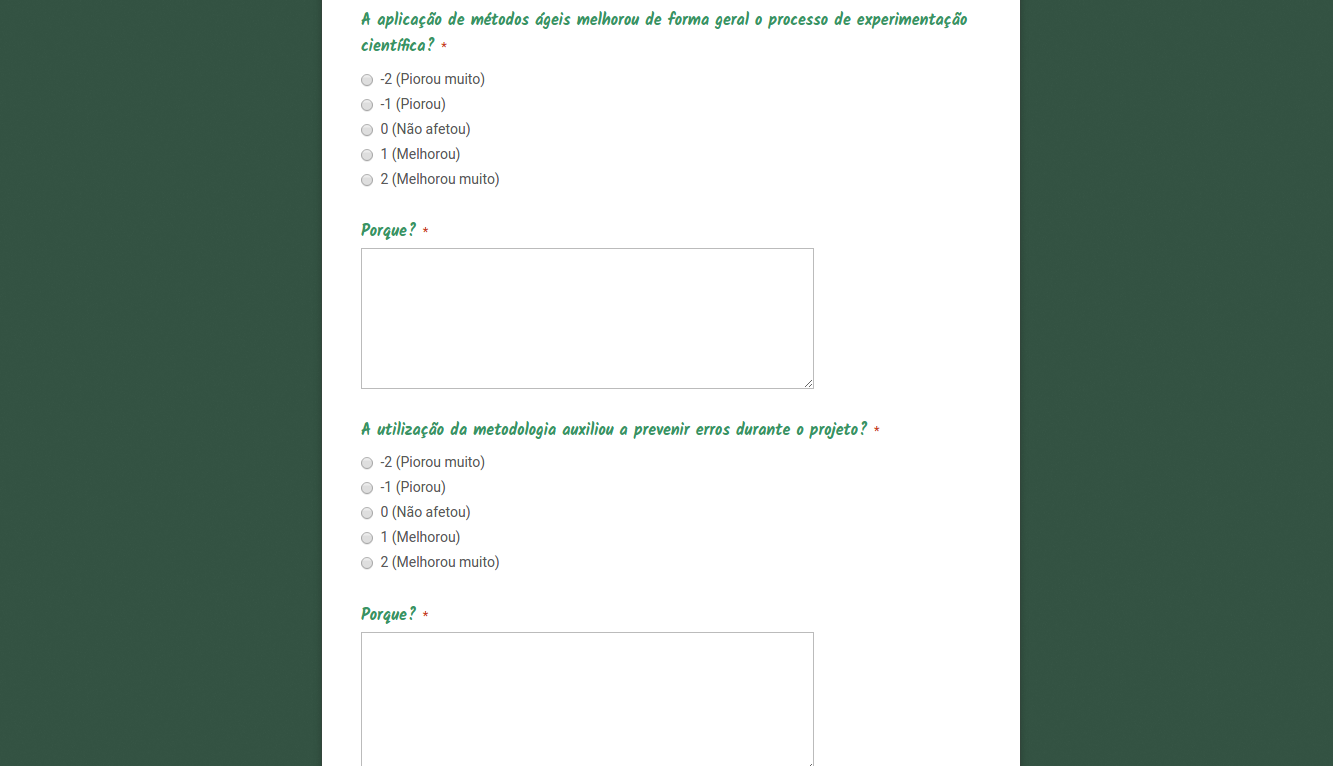 A aplicação de métodos ágeis melhorou de forma geral o processo de experimentação
científica? *
-2 (Piorou muito)
-1 (Piorou)
0 (Não afetou)
1 (Melhorou)
2 (Melhorou muito)
Porque? *
A utilização da metodologia auxiliou a prevenir erros durante o projeto? *
-2 (Piorou muito)
-1 (Piorou)
0 (Não afetou)
1 (Melhorou)
2 (Melhorou muito)
Porque? *